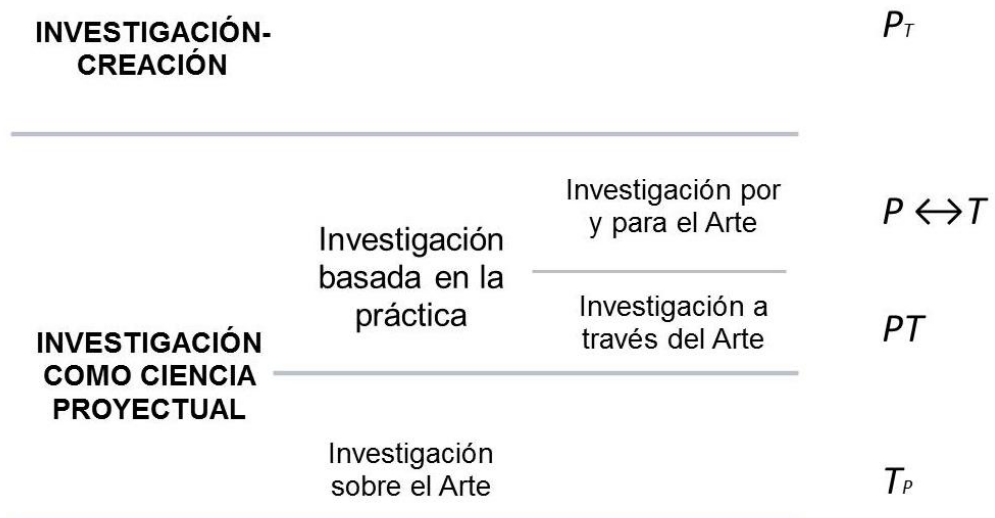 INVESTIGACIÓN-
CREACIÓN
P_T
Investigación por
y para el Arte
P ↔ T
Investigación
basada en la
práctica
Investigación a
través del Arte
PT
INVESTIGACIÓN
COMO CIENCIA
PROYECTUAL
Investigación
sobre el Arte
T_P